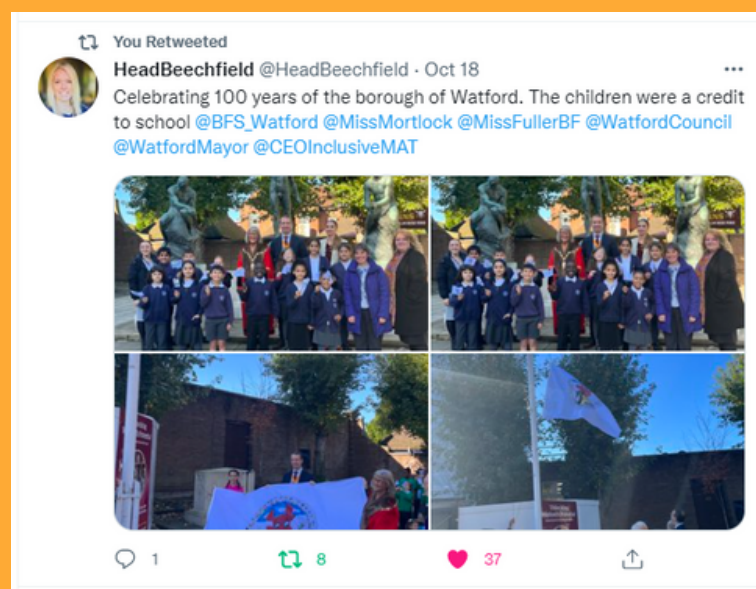 You Retweeted
HeadBeechfield @HeadBeechfield · Oct 18
Celebrating 100 years of the borough of Watford. The children were a credit
to school @BFS_Watford @MissMortlock @MissFullerBF @WatfordCouncil
@WatfordMayor @CEOInclusiveMAT
1 8 37